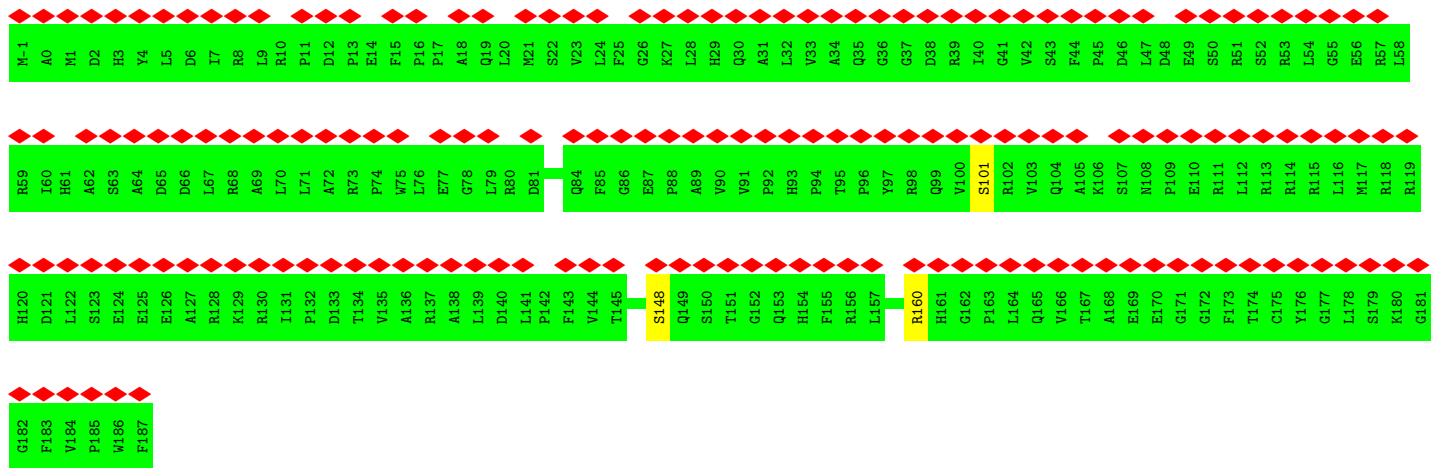 M-1 A0 M1 D2 H3 Y4 L5 D6 I7 R8 L9 R10 P11 D12 P13 E14 F15 P16 P17 A18 Q19 L20 M21 S22 V23 L24 F25 G26 K27 L28 H29 Q30 A31 L32 V33 A34 Q35 G36 G37 D38 R39 I40 G41 V42 S43 F44 P45 D46 L47 D48 E49 S50 R51 S52 R53 L54 G55 E56 R57 L58
R59 I60 H61 A62 S63 A64 D65 D66 L67 R68 A69 L70 L71 A72 R73 P74 W75 L76 E77 G78 L79 R80 D81 Q84 F85 G86 E87 P88 A89 V90 V91 P92 H93 P94 T95 P96 Y97 R98 Q99 V100 S101 R102 V103 Q104 A105 K106 S107 N108 P109 E110 R111 L112 R113 R114 R115 L116 M117 R118 R119
H120 D121 L122 S123 E124 E125 E126 A127 R128 K129 R130 I131 P132 D133 T134 V135 A136 R137 A138 L139 D140 L141 P142 F143 V144 T145 S148 Q149 S150 T151 G152 Q153 H154 F155 R156 L157 R160 H161 G162 P163 L164 Q165 V166 T167 A168 E169 E170 G171 G172 F173 T174 C175 Y176 G177 L178 S179 K180 G181
G182 F183 V184 P185 W186 F187